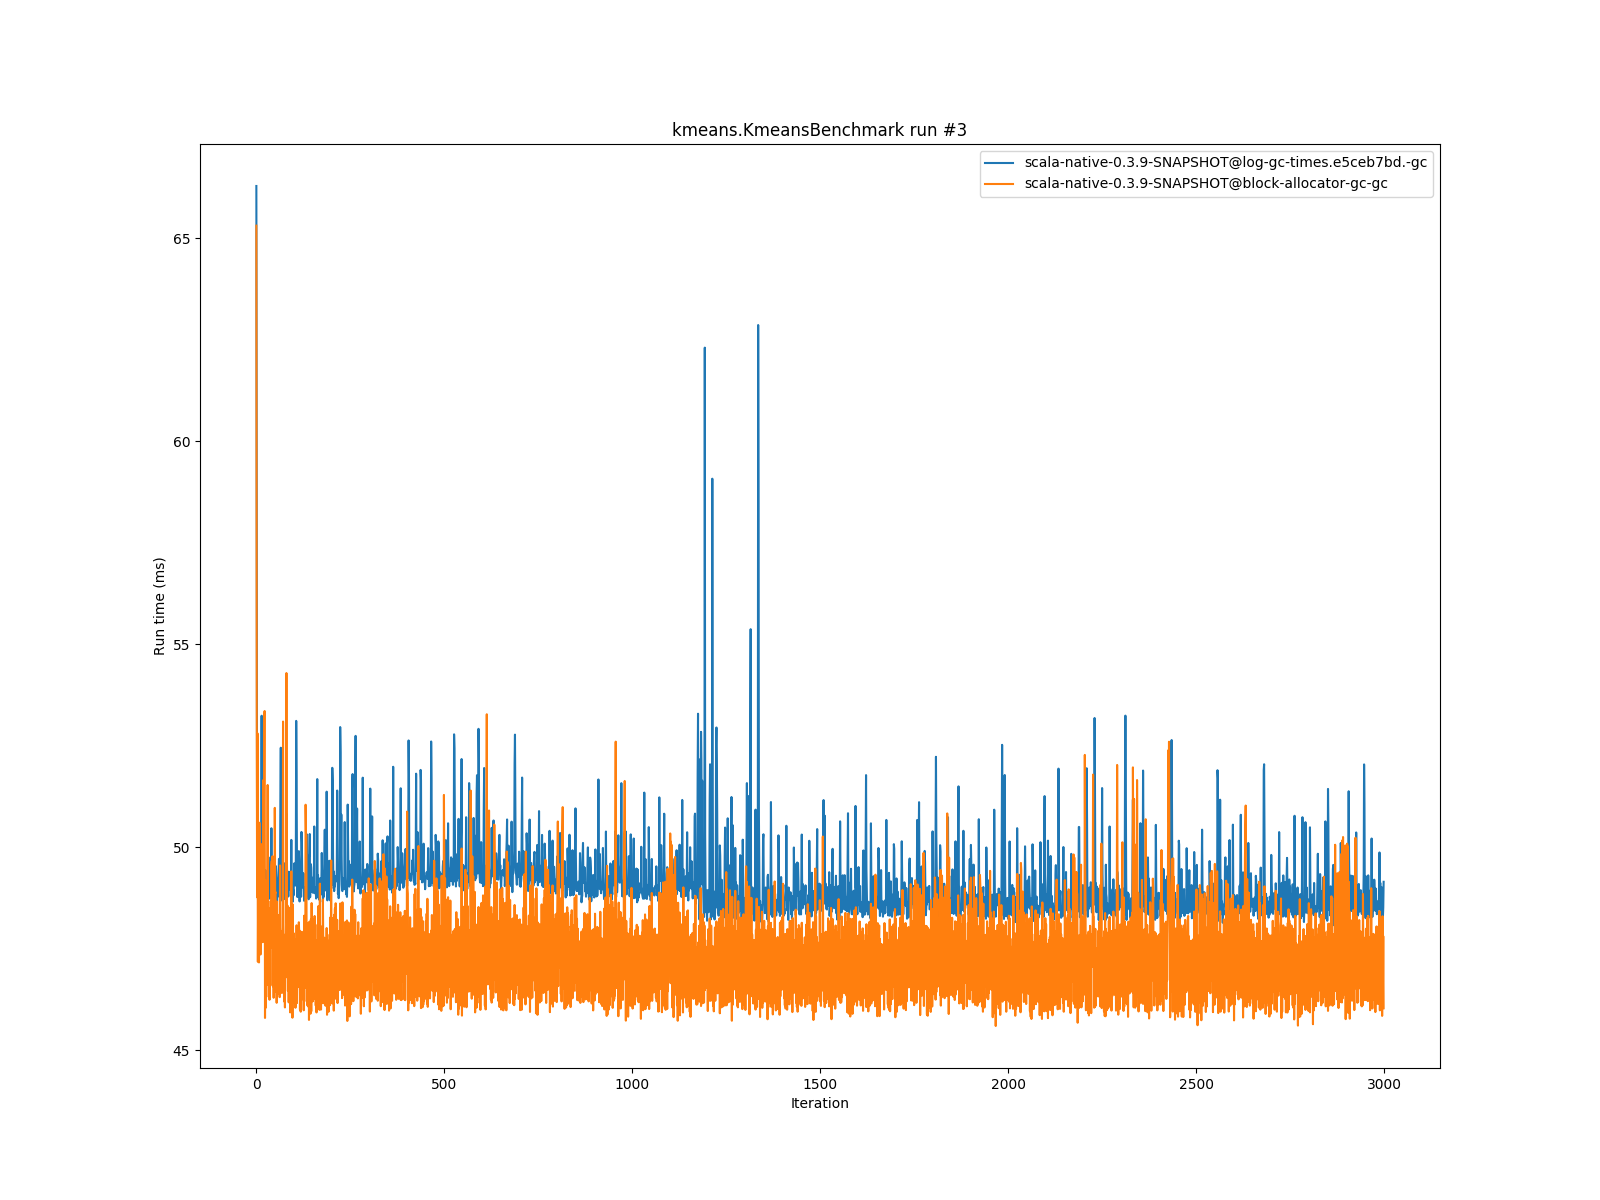 kmeans.KmeansBenchmark run #3
scala-native-0.3.9-SNAPSHOT@log-gc-times.e5ceb7bd.-gc
scala-native-0.3.9-SNAPSHOT@block-allocator-gc-gc
65
60
55
50
45
Run time (ms)
0 500 1000 1500 2000 2500 3000
Iteration